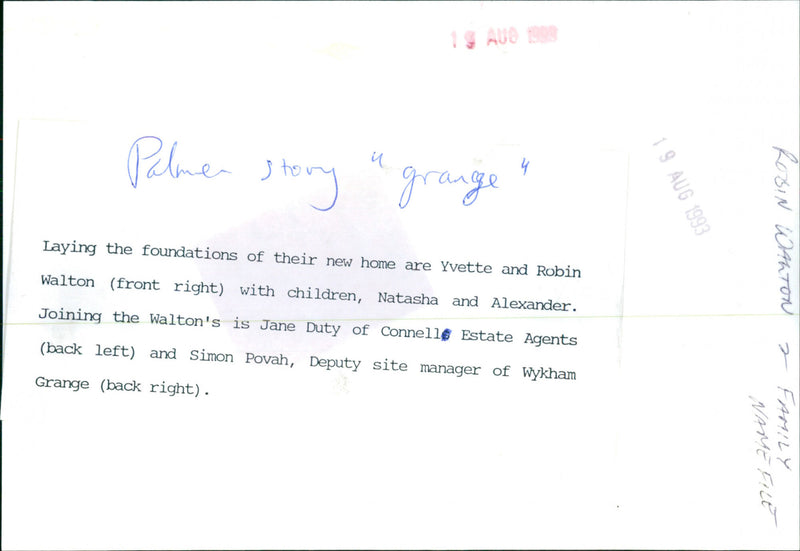 19 AUG 1993
Palmer story "grange"
Laying the foundations of their new home are Yvette and Robin
Walton (front right) with children, Natasha and Alexander.
Joining the Walton's is Jane Duty of Connells Estate Agents
(back left) and Simon Povah, Deputy site manager of Wykham
Grange (back right).
19 AUG 1993
ROBIN WALTON & FAMILY
NAME FILE